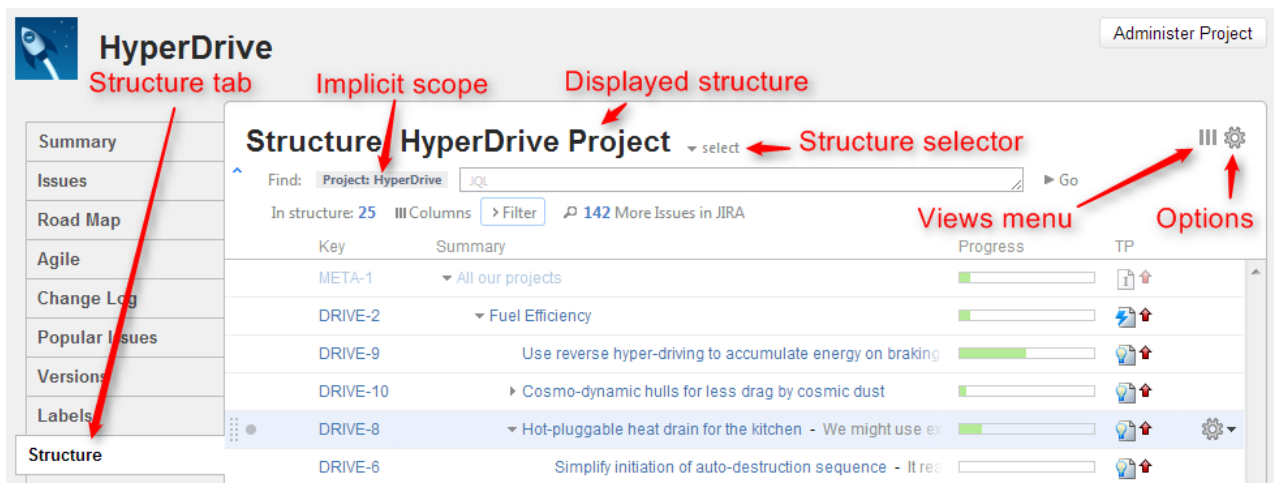 HyperDrive
Administer Project
Structure tab
Implicit scope
Displayed structure
Summary
Issues
Road Map
Agile
Change Log
Popular Issues
Versions
Labels
Structure
Structure HyperDrive Project select
Structure selector
Find: Project: HyperDrive JQL Go
In structure: 25 Columns Filter 142 More Issues in JIRA
Views menu
Options
Key Summary Progress TP
META-1 All our projects
DRIVE-2 Fuel Efficiency
DRIVE-9 Use reverse hyper-driving to accumulate energy on braking
DRIVE-10 Cosmo-dynamic hulls for less drag by cosmic dust
DRIVE-8 Hot-pluggable heat drain for the kitchen - We might use
DRIVE-6 Simplify initiation of auto-destruction sequence - It